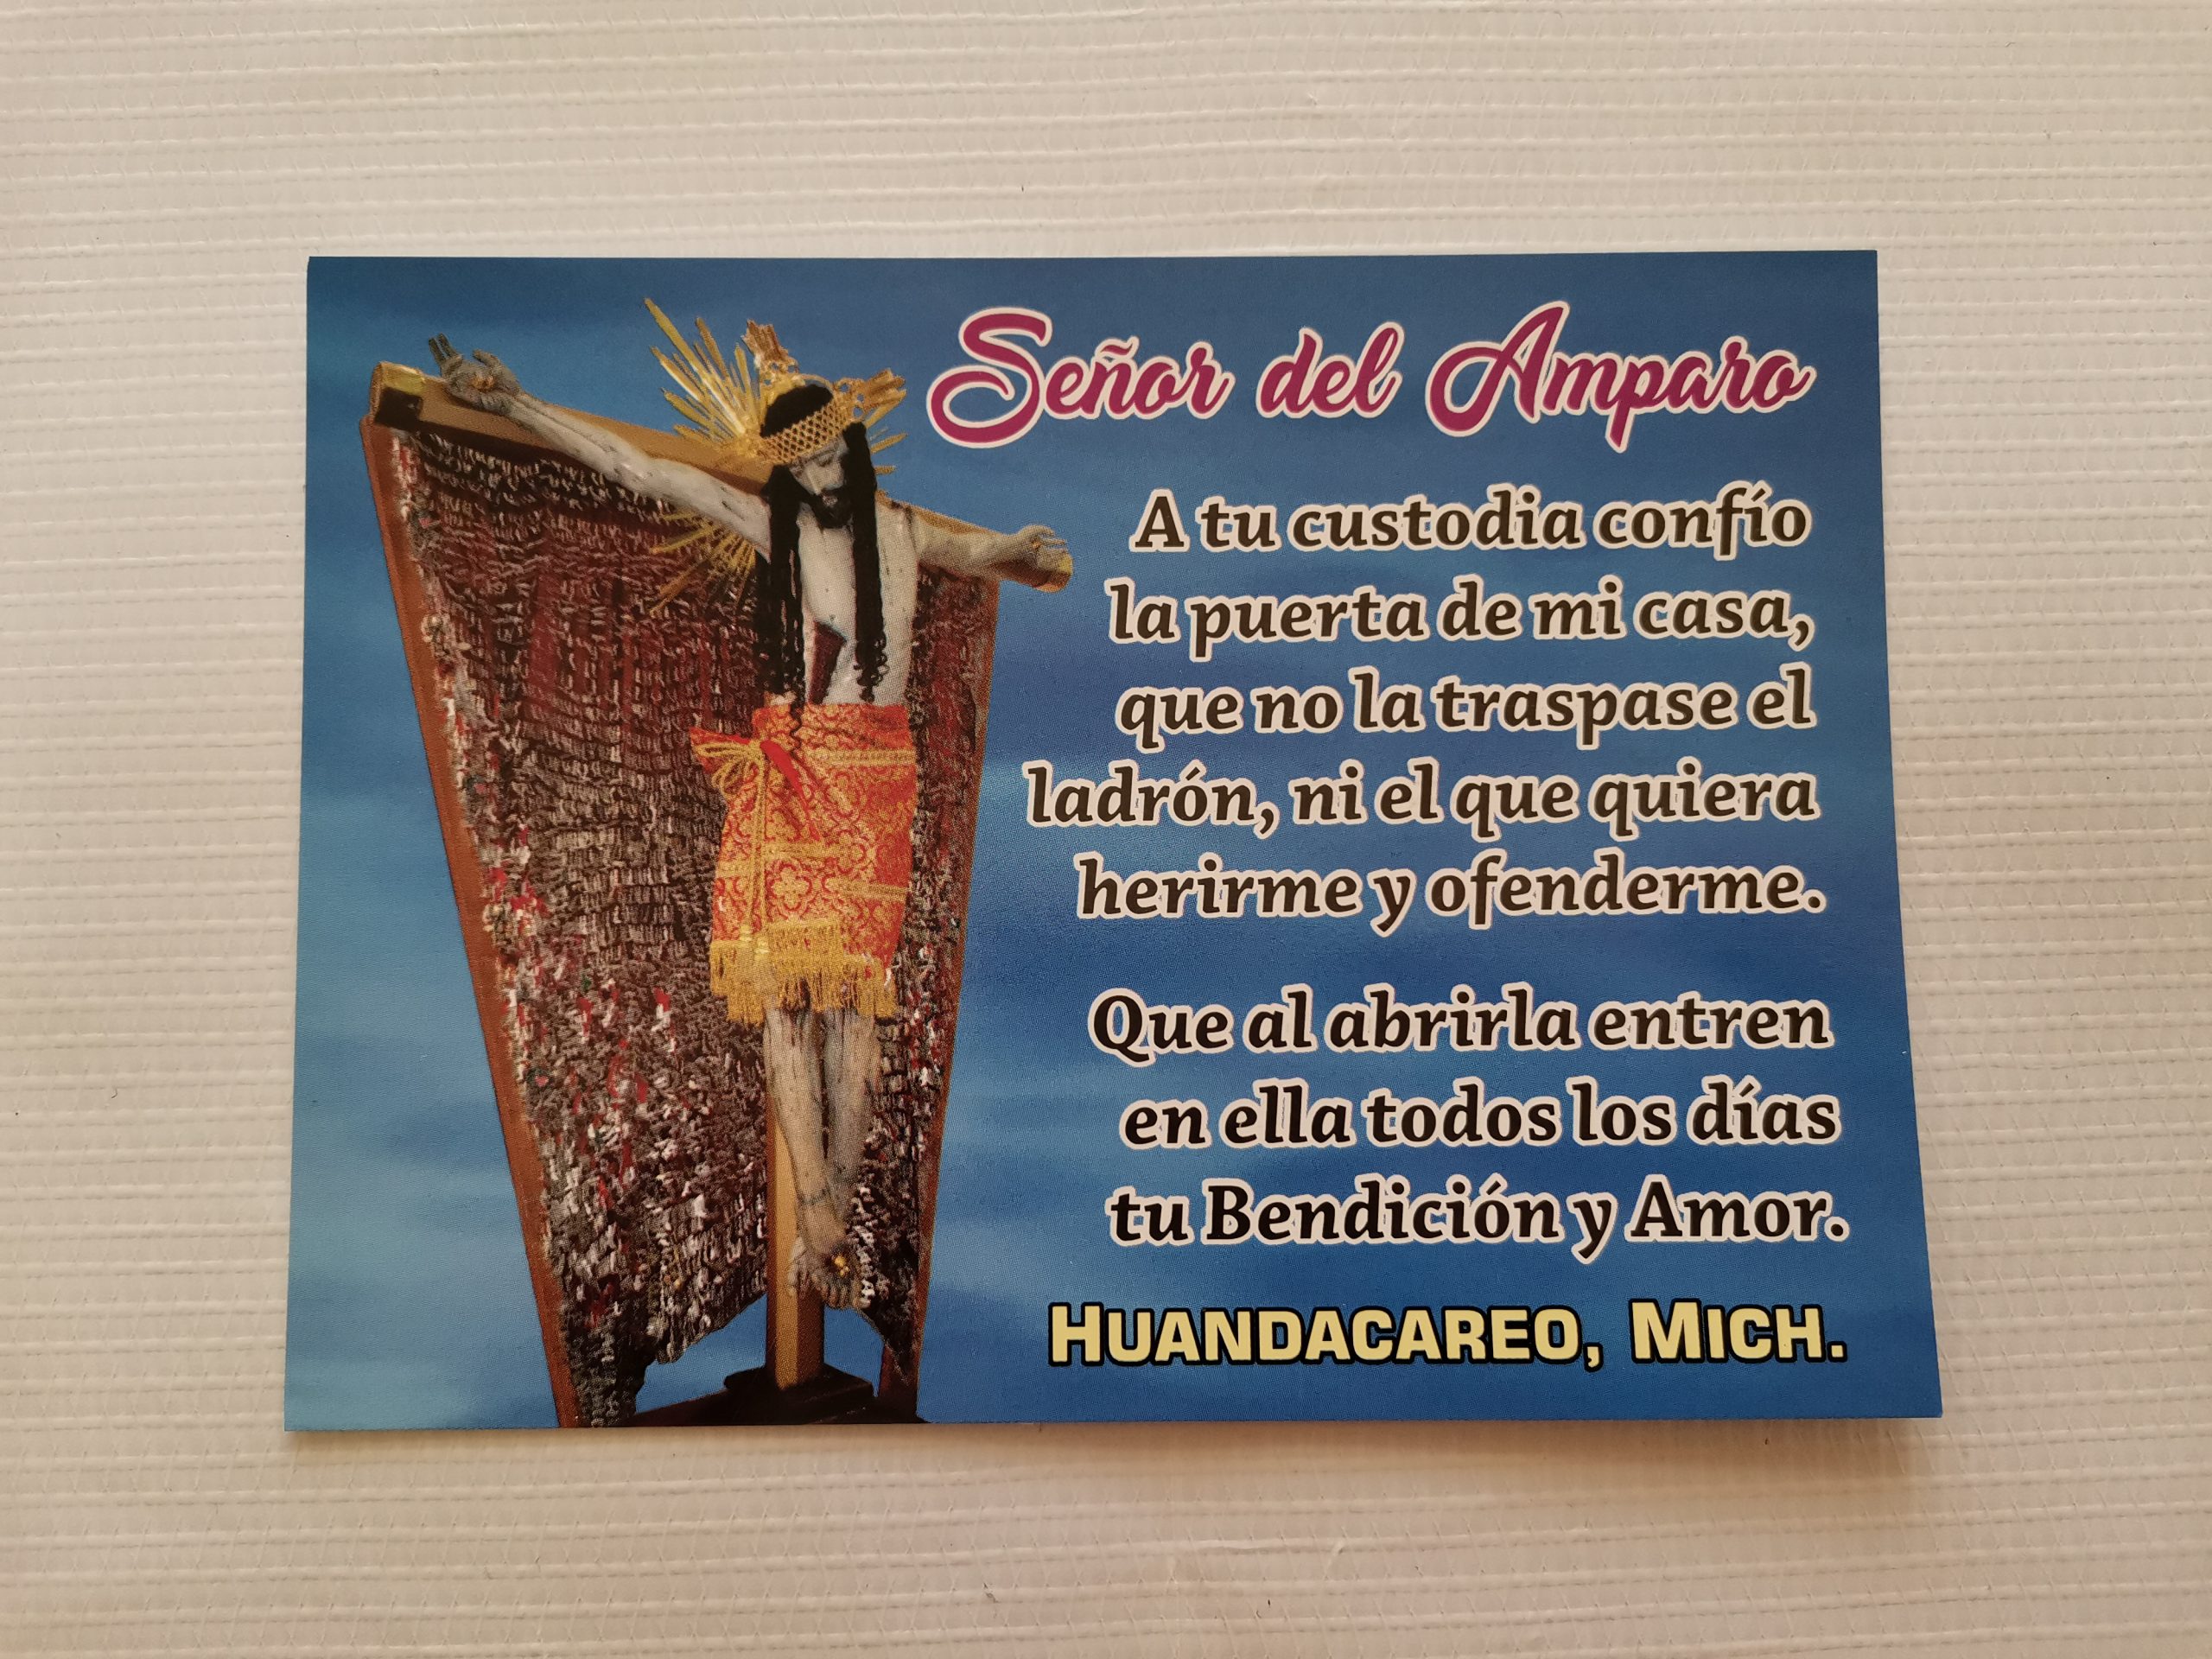 Señor del Amparo
A tu custodia confío
la puerta de mi casa,
que no la traspase el
ladrón, ni el que quiera
herirme y ofenderme.
Que al abrirla entren
en ella todos los días
tu Bendición y Amor.
HUANDACAREO, MICH.